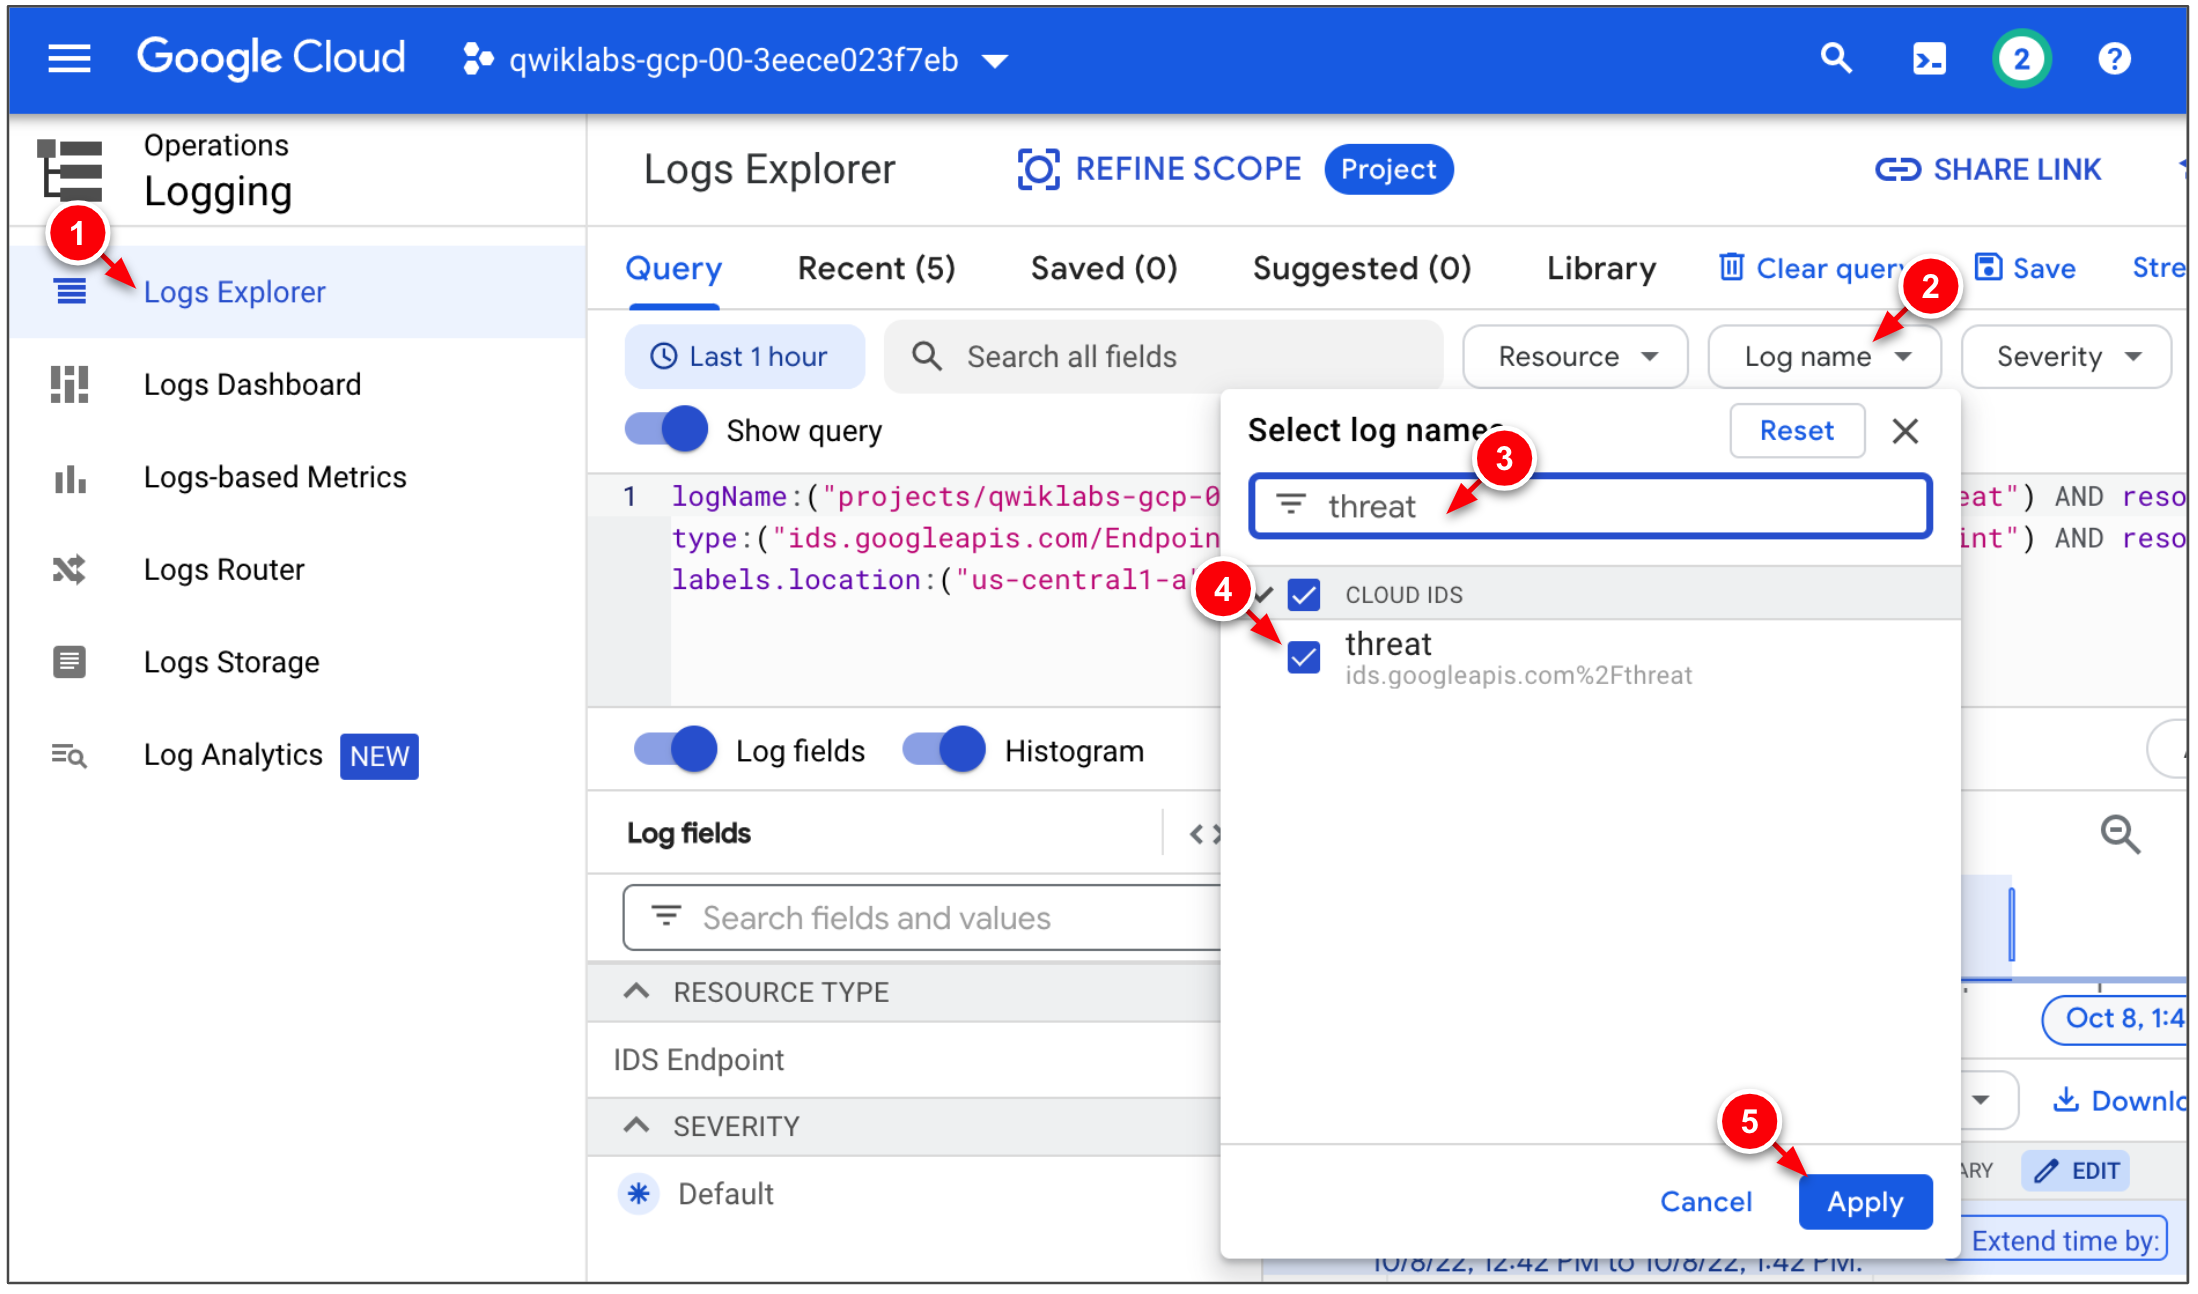 Google Cloud
qwiklabs-gcp-00-3eece023f7eb
2
?
Operations
Logging
1
Logs Explorer
Logs Dashboard
Logs-based Metrics
Logs Router
Logs Storage
Log Analytics NEW
Logs Explorer
REFINE SCOPE
Project
SHARE LINK
Query
Recent (5)
Saved (0)
Suggested (0)
Library
Clear query
Save
Stre
2
Last 1 hour
Search all fields
Resource
Log name
Severity
Show query
Select log names
Reset
3
threat
1 logName:("projects/qwiklabs-gcp-0
eat") AND reso
type:("ids.googleapis.com/Endpoin
int") AND reso
labels.location:("us-central1-a
4
CLOUD IDS
threat
ids.googleapis.com%2Fthreat
Log fields
Histogram
Log fields
Search fields and values
RESOURCE TYPE
IDS Endpoint
SEVERITY
Default
Oct 8, 1:4
Downlo
ARY
EDIT
5
Cancel
Apply
Extend time by:
10/8/22, 12:42 PM to 10/8/22, 1:42 PM.